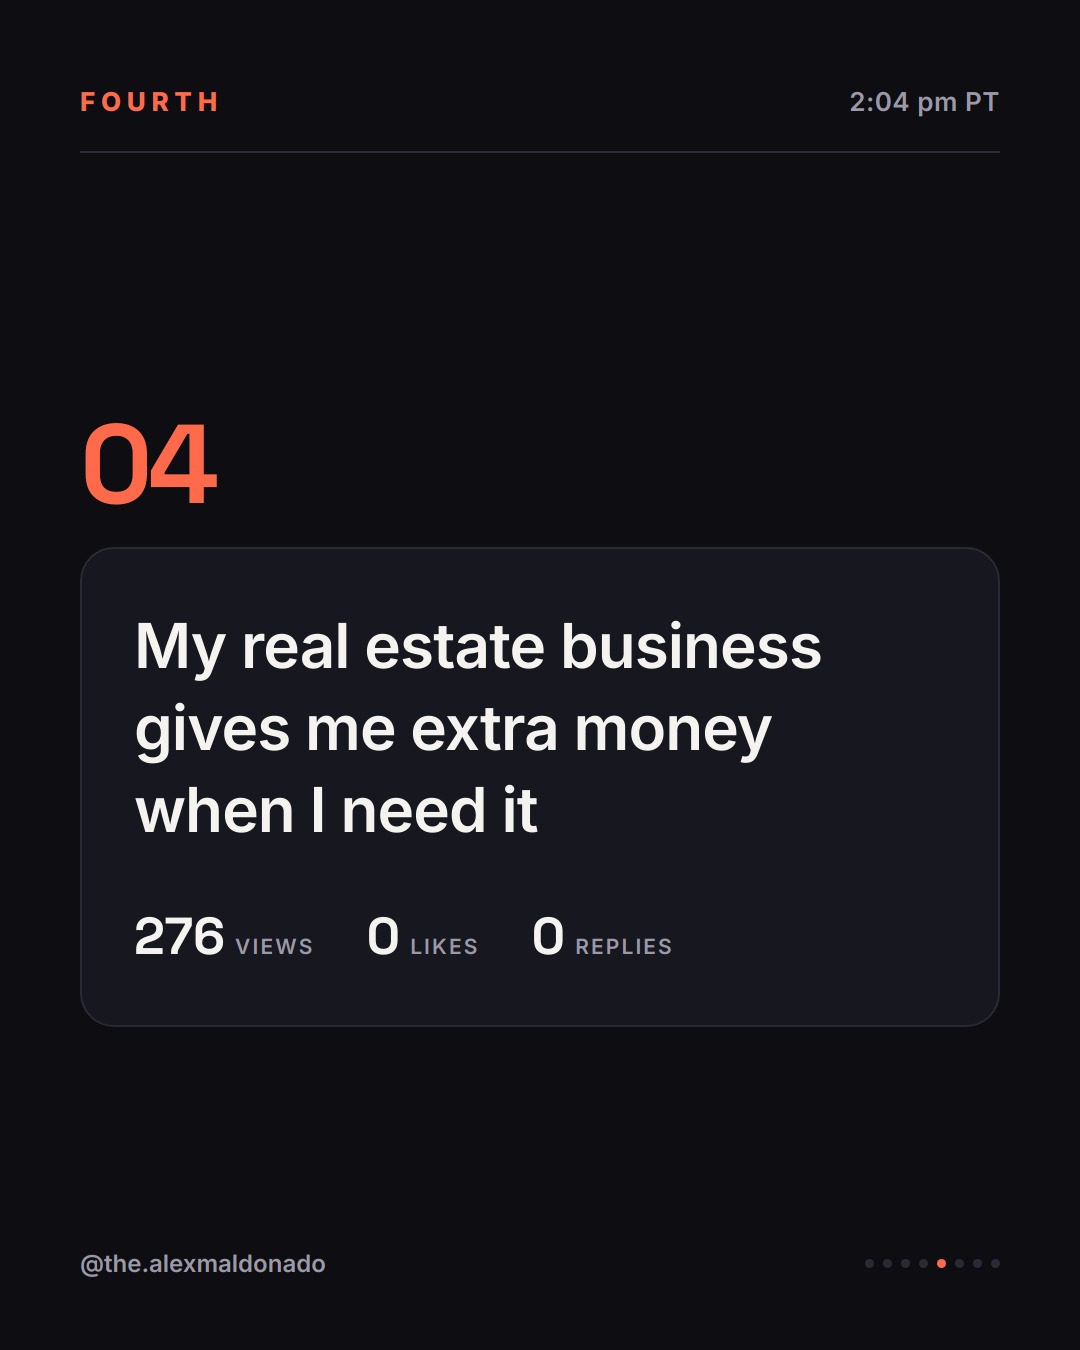 FOURTH
2:04 pm PT
04
My real estate business
gives me extra money
when I need it
276 VIEWS 0 LIKES 0 REPLIES
@the.alexmaldonado